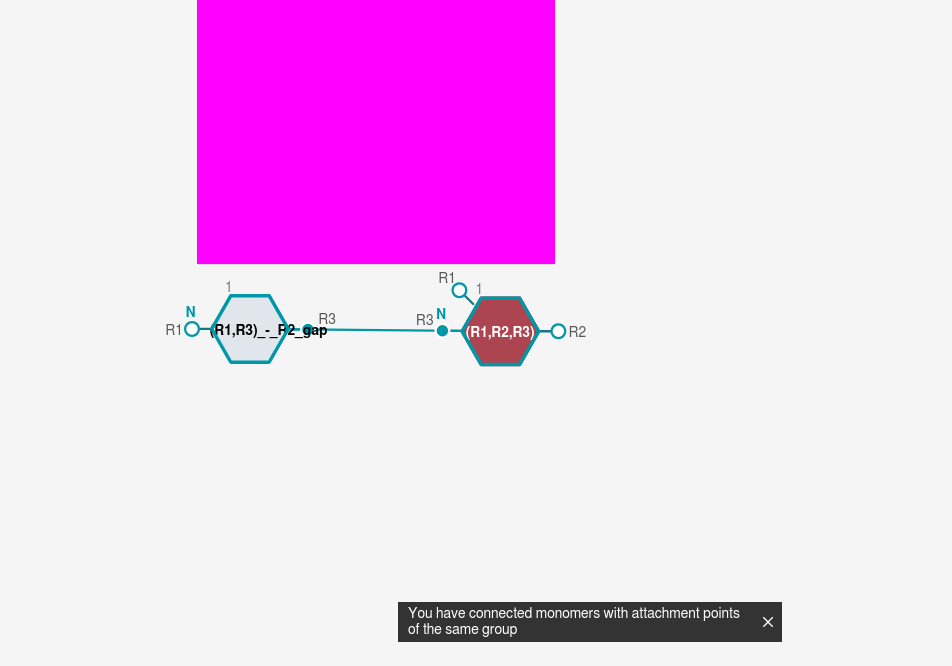 R1
1
1
N
R3
R3
N
R1
(R1,R3)_-_R2_gap
(R1,R2,R3)
R2
You have connected monomers with attachment points
of the same group